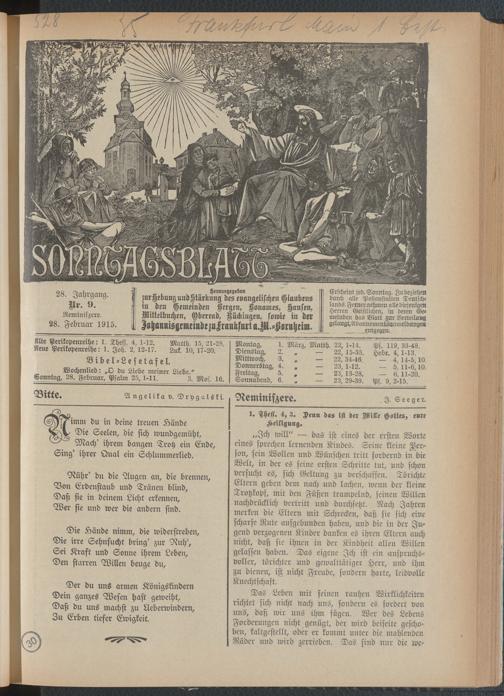 528
Frankfurt Main
SONNTAGSBLATT
28. Jahrgang.
Nr. 9.
Reminiszere.
28. Februar 1915.
Herausgegeben
zur Hebung und Stärkung des evangelischen Glaubens
in den Gemeinden Bergen, Bonames, Hausen,
Mittelbuchen, Oberrad, Rüdingen, sowie in der
Johannisgemeinde zu Frankfurt a. M.-Bornheim.
Erscheint jed. Sonntag. Zu beziehen
durch alle Postanstalten Deutsch-
lands. Ferner nehmen alle diejenigen
Herren Geistlichen, in deren Ge-
meinden das Blatt zur Verteilung
gelangt, Abonnementsanmeldungen
entgegen.
Alte Perikopenreihe: 1. Thess. 4, 1-12. Matth. 15, 21-28.
Neue Perikopenreihe: 1. Joh. 2, 12-17. Luk. 10, 17-20.
Bibel-Lesetafel.
Wochenlied: „O du Liebe meiner Liebe.“
Sonntag, 28. Februar, Psalm 25, 1-11. 3. Mos. 16.
Montag, 1. März, Matth. 22, 1-14. Ps. 119, 33-48.
Dienstag, 2. „ — 22, 15-33. Hebr. 4, 1-13.
Mittwoch, 3. „ — 22, 34-46. — 4, 14-5, 10.
Donnerstag, 4. „ — 23, 1-12. — 5, 11-6, 10.
Freitag, 5. „ — 23, 13-28. — 6, 11-20.
Sonnabend, 6. „ — 23, 29-39. Ps. 9, 2-15.
Bitte. Angelika v. Drygalski.
Nimm du in deine treuen Hände
Die Seelen, die sich wundgemüht,
Mach' ihrem bangen Trotz ein Ende,
Sing' ihrer Qual ein Schlummerlied.
Rühr' du die Augen an, die brennen,
Von Erdenstaub und Tränen blind,
Daß sie in deinem Licht erkennen,
Wer sie und wer die andern sind.
Die Hände nimm, die widerstreben,
Die irre Sehnsucht bring' zur Ruh',
Sei Kraft und Sonne ihrem Leben,
Den starren Willen beuge du,
Der du uns armen Königskindern
Dein ganzes Wesen hast geweiht,
Daß du uns machst zu Ueberwindern,
Zu Erben tiefer Ewigkeit.
30
Reminiszere. J. Seeger.
1. Thess. 4, 3. Denn das ist der Wille Gottes, eure
Heiligung.
„Ich will“ — das ist eines der ersten Worte
eines sprechen lernenden Kindes. Seine kleine Per-
son, sein Wollen und Wünschen tritt fordernd in die
Welt, in der es seine ersten Schritte tut, und schon
versucht es, sich Geltung zu verschaffen. Törichte
Eltern geben dem nach und lachen, wenn der kleine
Trotzkopf, mit den Füßen trampelnd, seinen Willen
nachdrücklich vertritt und durchsetzt. Nach Jahren
merken die Eltern mit Schrecken, daß sie sich eine
scharfe Rute aufgebunden haben, und die in der Ju-
gend verzogenen Kinder danken es ihren Eltern auch
nicht, daß sie ihnen in der Kindheit allen Willen
gelassen haben. Das eigene Ich ist ein anspruchs-
voller, törichter und gewalttätiger Herr, und ihm
zu dienen, ist nicht Freude, sondern harte, leidvolle
Knechtschaft.
Das Leben mit seinen rauhen Wirklichkeiten
richtet sich nicht nach uns, sondern es fordert von
uns, daß wir uns ihm fügen. Wer des Lebens
Forderungen nicht genügt, der wird beiseite gescho-
ben, kaltgestellt, oder er kommt unter die mahlenden
Räder und wird zerrieben. Das sind nur die we-